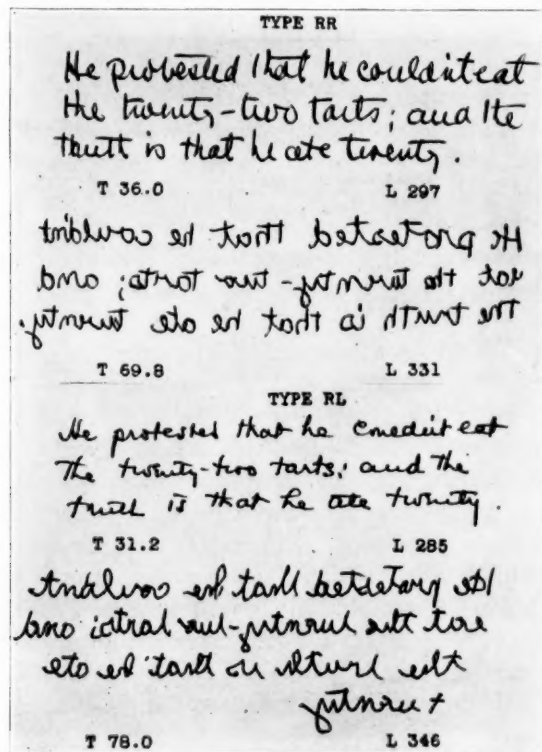 TYPE RR
He protested that he couldn't eat
the twenty-two tarts; and the
truth is that he ate twenty.
T 36.0 L 297
He protested that he couldn't
eat the twenty-two tarts; and
the truth is that he ate twenty.
T 69.8 L 331
TYPE RL
He protested that he couldn't eat
The twenty-two tarts; and the
truth is that he ate twenty.
T 31.2 L 285
He protested that he couldn't
eat the twenty-two tarts; and
the truth is that he ate
twenty
T 78.0 L 346